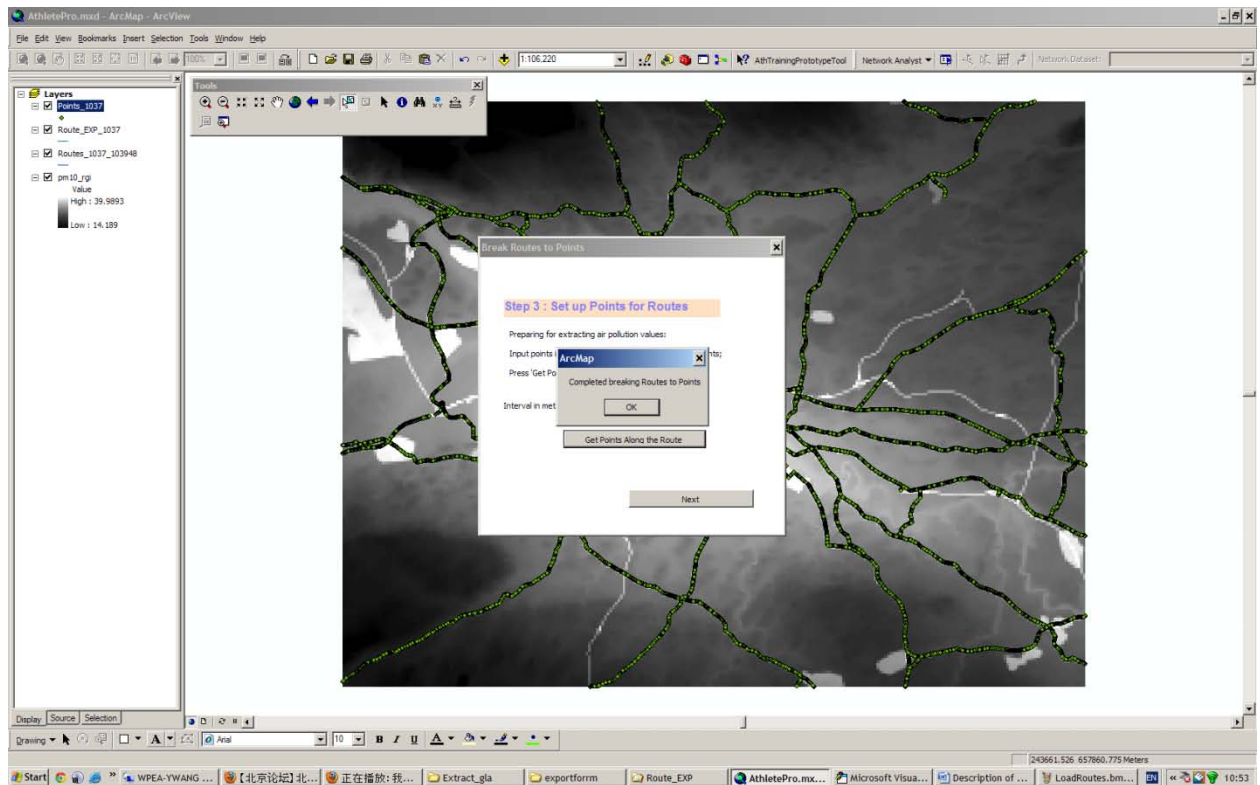 AthletePro.mxd - ArcMap - ArcView
File Edit View Bookmarks Insert Selection Tools Window Help
100%
1:106,220
AthTrainingPrototypeTool
Network Analyst
Network Dataset:
Layers
Points_1037
Route_EXP_1037
Routes_1037_103948
pm10_rgi
Value
High : 39.9893
Low : 14.189
Tools
Break Routes to Points
Step 3 : Set up Points for Routes
Preparing for extracting air pollution values:
Input points
nts;
Press 'Get Po
Interval in met
ArcMap
Completed breaking Routes to Points
OK
Get Points Along the Route
Next
Display Source Selection
Drawing
Arial
10
B I U A
243661.526 657860.775 Meters
Start
WPEA-YWANG ...
【北京论坛】北...
正在播放:我...
Extract_gla
exportforrm
Route_EXP
AthletePro.mx...
Microsoft Visua...
Description of ...
LoadRoutes.bm...
EN
10:53